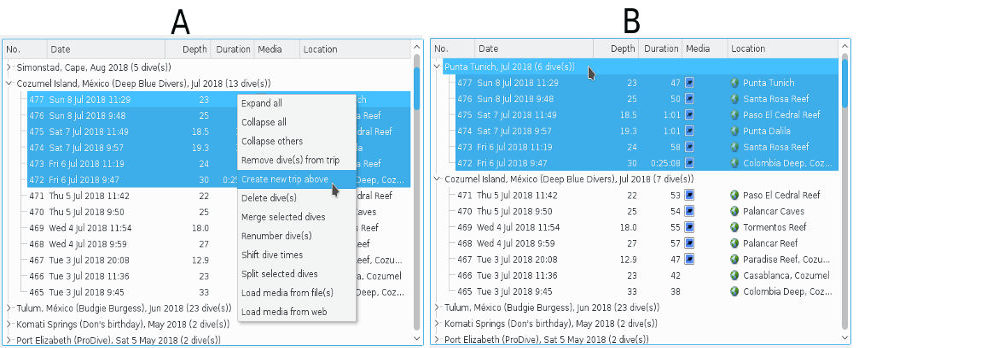 A
No. Date Depth Duration Media Location
Simonstad, Cape, Aug 2018 (5 dive(s))
Cozumel Island, México (Deep Blue Divers), Jul 2018 (13 dive(s))
477 Sun 8 Jul 2018 11:29 23 ich
476 Sun 8 Jul 2018 9:48 25 a Reef
475 Sat 7 Jul 2018 11:49 18.5 edral Reef
474 Sat 7 Jul 2018 9:57 19.3
473 Fri 6 Jul 2018 11:19 24 Reef
472 Fri 6 Jul 2018 9:47 30 0:25 Deep, Co...
471 Thu 5 Jul 2018 11:42 22 Cedral Reef
470 Thu 5 Jul 2018 9:50 25 Caves
469 Wed 4 Jul 2018 11:54 18.0 Reef
468 Wed 4 Jul 2018 9:59 27 eef
467 Tue 3 Jul 2018 20:08 12.9 Reef, Cozu...
466 Tue 3 Jul 2018 11:36 23 a, Cozumel
465 Tue 3 Jul 2018 9:45 33 Deep, Cozu...
Tulum, México (Budgie Burgess), Jun 2018 (23 dive(s))
Komati Springs (Don's birthday), May 2018 (2 dive(s))
Port Elizabeth (ProDive), Sat 5 May 2018 (2 dive(s))
Expand all
Collapse all
Collapse others
Remove dive(s) from trip
Create new trip above
Delete dive(s)
Merge selected dives
Renumber dive(s)
Shift dive times
Split selected dives
Load media from file(s)
Load media from web
B
No. Date Depth Duration Media Location
Punta Tunich, Jul 2018 (6 dive(s))
477 Sun 8 Jul 2018 11:29 23 47 Punta Tunich
476 Sun 8 Jul 2018 9:48 25 50 Santa Rosa Reef
475 Sat 7 Jul 2018 11:49 18.5 1:01 Paso El Cedral Reef
474 Sat 7 Jul 2018 9:57 19.3 1:01 Punta Dalila
473 Fri 6 Jul 2018 11:19 24 58 Santa Rosa Reef
472 Fri 6 Jul 2018 9:47 30 0:25:08 Colombia Deep, Co...
Cozumel Island, México (Deep Blue Divers), Jul 2018 (7 dive(s))
471 Thu 5 Jul 2018 11:42 22 53 Paso El Cedral Reef
470 Thu 5 Jul 2018 9:50 25 54 Palancar Caves
469 Wed 4 Jul 2018 11:54 18.0 55 Tormentos Reef
468 Wed 4 Jul 2018 9:59 27 57 Palancar Reef
467 Tue 3 Jul 2018 20:08 12.9 47 Paradise Reef, Cozu...
466 Tue 3 Jul 2018 11:36 23 42 Casablanca, Cozumel
465 Tue 3 Jul 2018 9:45 33 38 Colombia Deep, Cozu...
Tulum, México (Budgie Burgess), Jun 2018 (23 dive(s))
Komati Springs (Don's birthday), May 2018 (2 dive(s))
Port Elizabeth (ProDive), Sat 5 May 2018 (2 dive(s))